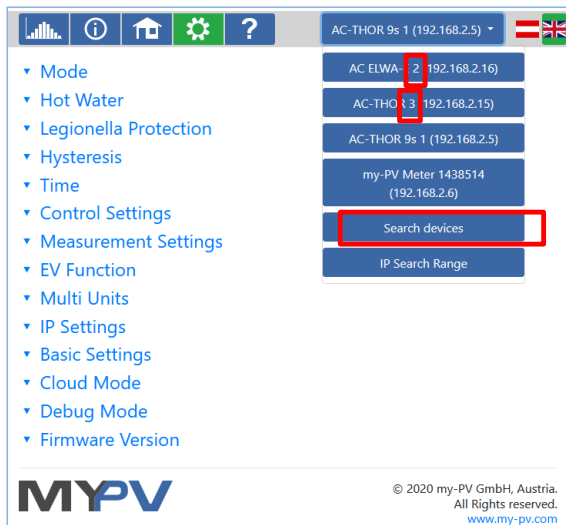 ?
AC-THOR 9s 1 (192.168.2.5)
Mode
Hot Water
Legionella Protection
Hysteresis
Time
Control Settings
Measurement Settings
EV Function
Multi Units
IP Settings
Basic Settings
Cloud Mode
Debug Mode
Firmware Version
AC ELWA-E 2 (192.168.2.16)
AC-THOR 3 (192.168.2.15)
AC-THOR 9s 1 (192.168.2.5)
my-PV Meter 1438514
(192.168.2.6)
Search devices
IP Search Range
MYPV
© 2020 my-PV GmbH, Austria.
All Rights reserved.
www.my-pv.com